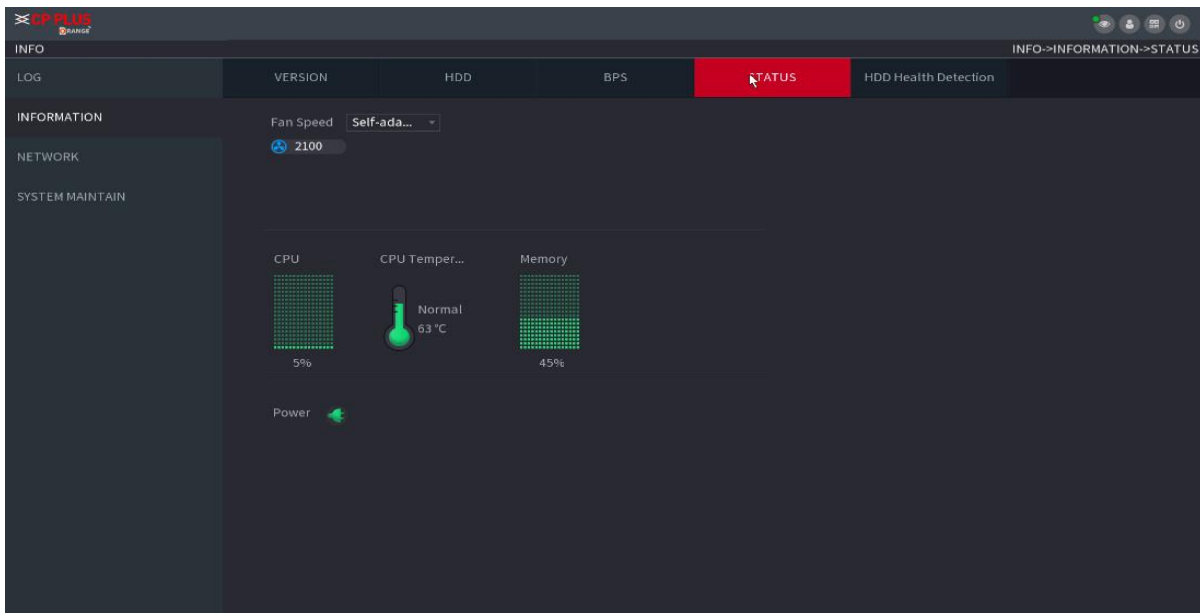 CP PLUS
ORANGE
INFO INFO->INFORMATION->STATUS
LOG
INFORMATION
NETWORK
SYSTEM MAINTAIN
VERSION HDD BPS STATUS HDD Health Detection
Fan Speed Self-ada...
2100
CPU CPU Temper... Memory
Normal
63 °C
5% 45%
Power